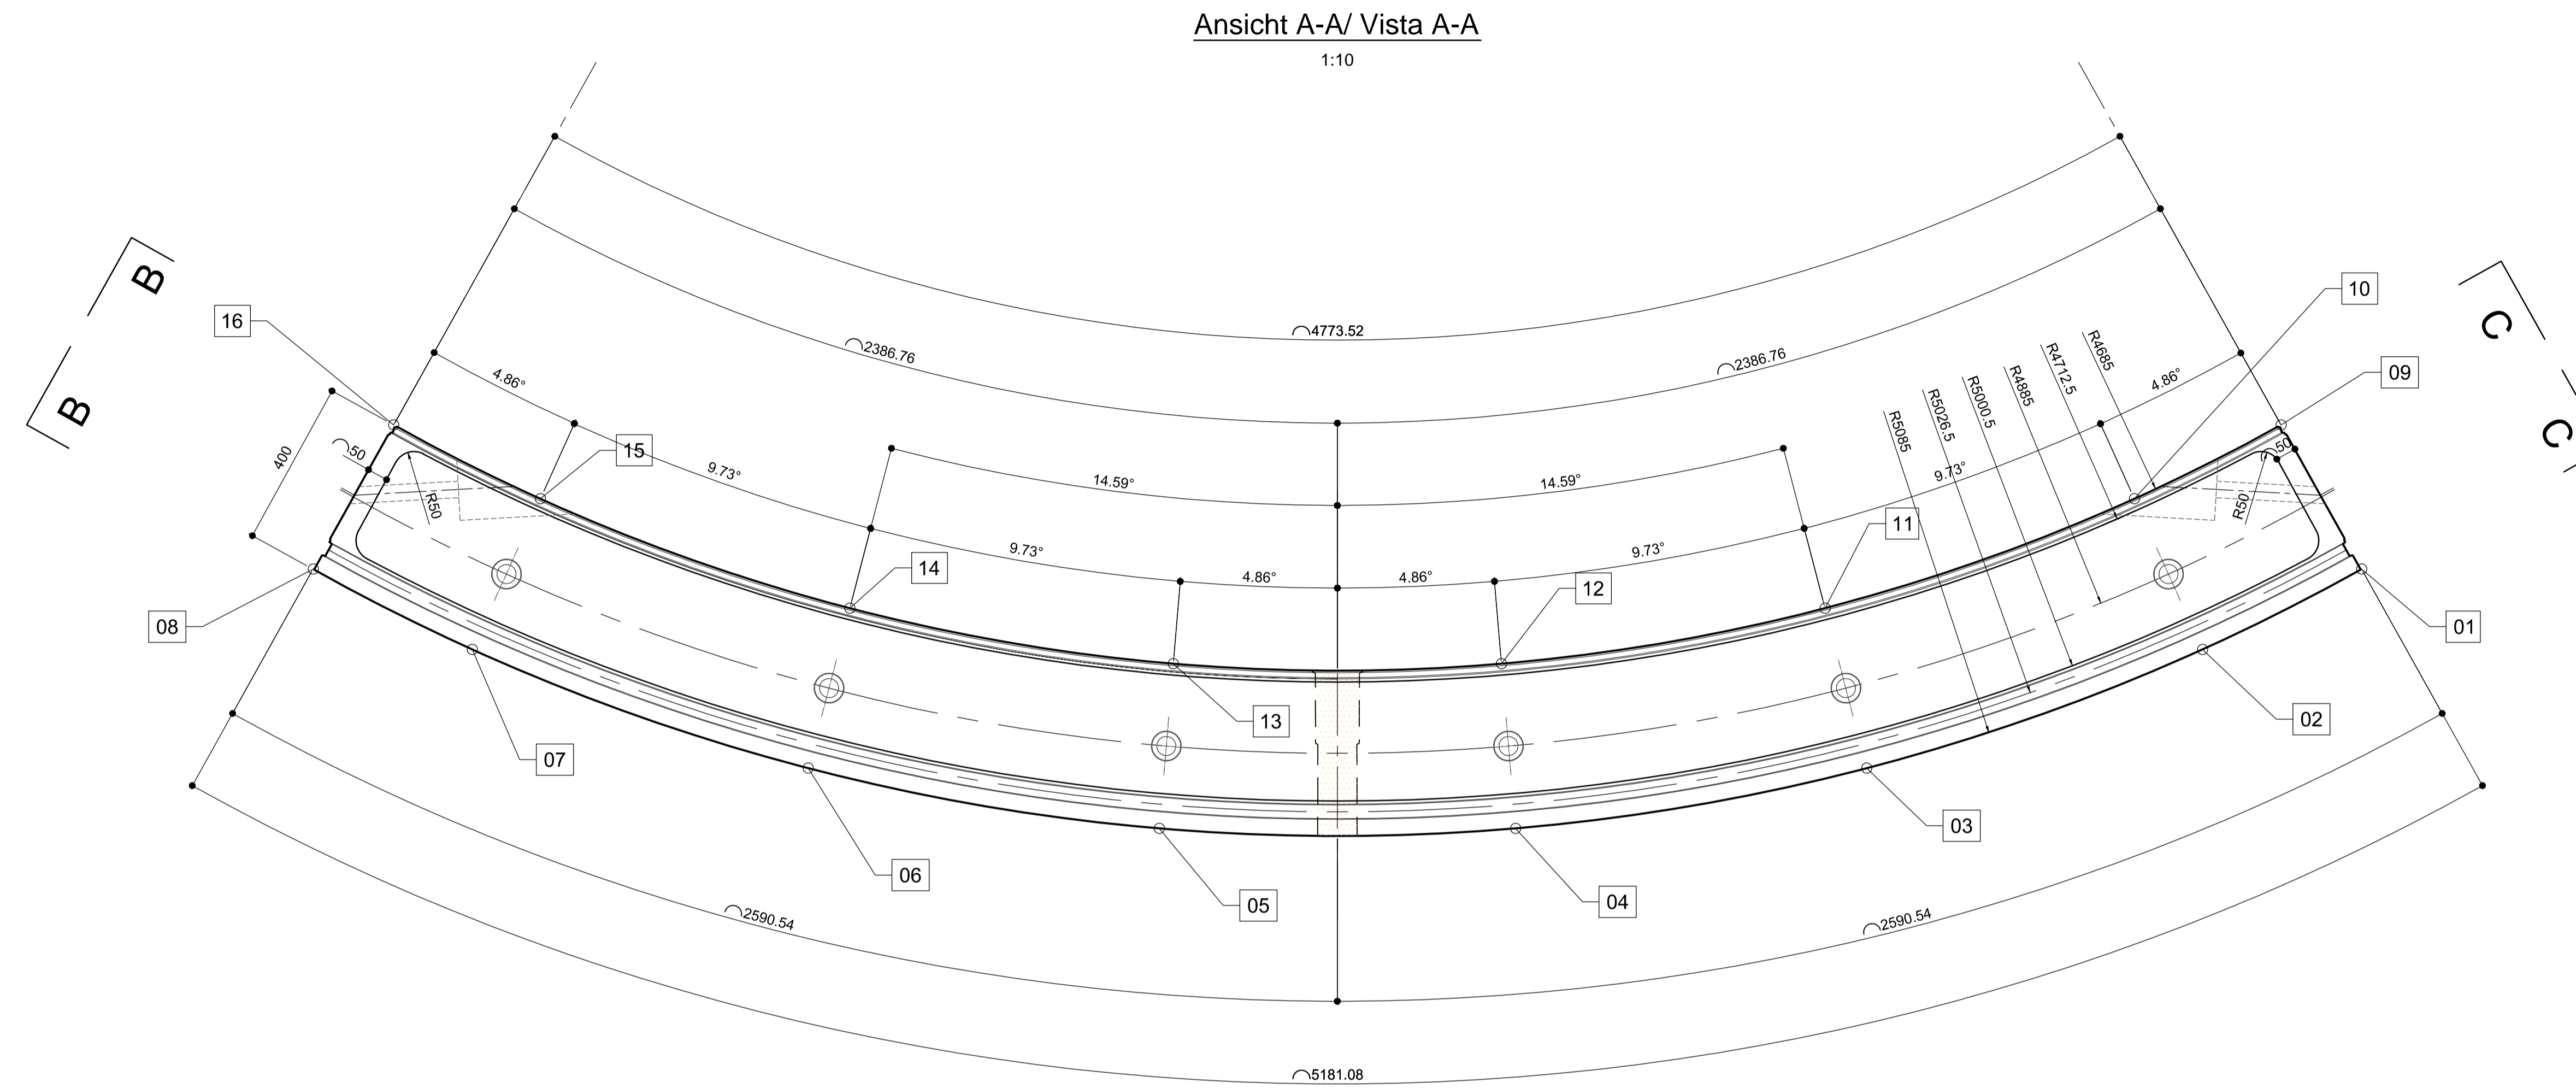 Ansicht A-A/ Vista A-A
1:10
B
B
C
C
4773.52
2386.76
2386.76
16
10
09
4.86°
4.86°
9.73°
9.73°
14.59°
14.59°
9.73°
9.73°
4.86°
4.86°
R5085
R5026.5
R5000.5
R4885
R4712.5
R4685
400
50
50
R50
R50
15
14
13
12
11
08
07
06
05
04
03
02
01
2590.54
2590.54
5181.08